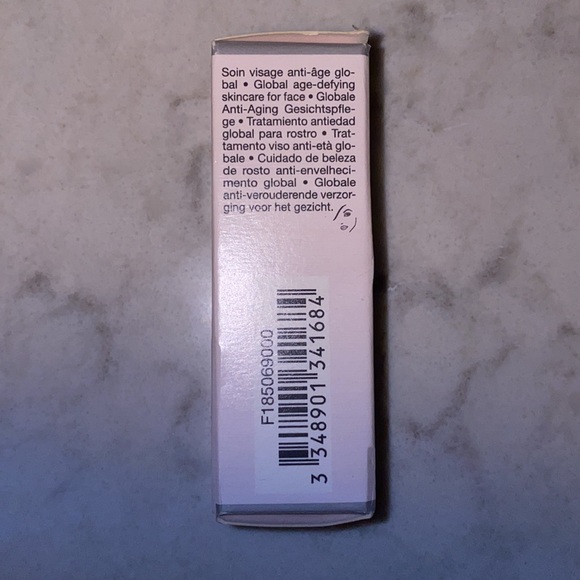 Soin visage anti-âge glo-
bal • Global age-defying
skincare for face • Globale
Anti-Aging Gesichtspfle-
ge • Tratamiento antiedad
global para rostro • Trat-
tamento viso anti-età glo-
bale • Cuidado de beleza
de rosto anti-envelheci-
mento global • Globale
anti-verouderende verzor-
ging voor het gezicht.
F185069000
3 348901 341684